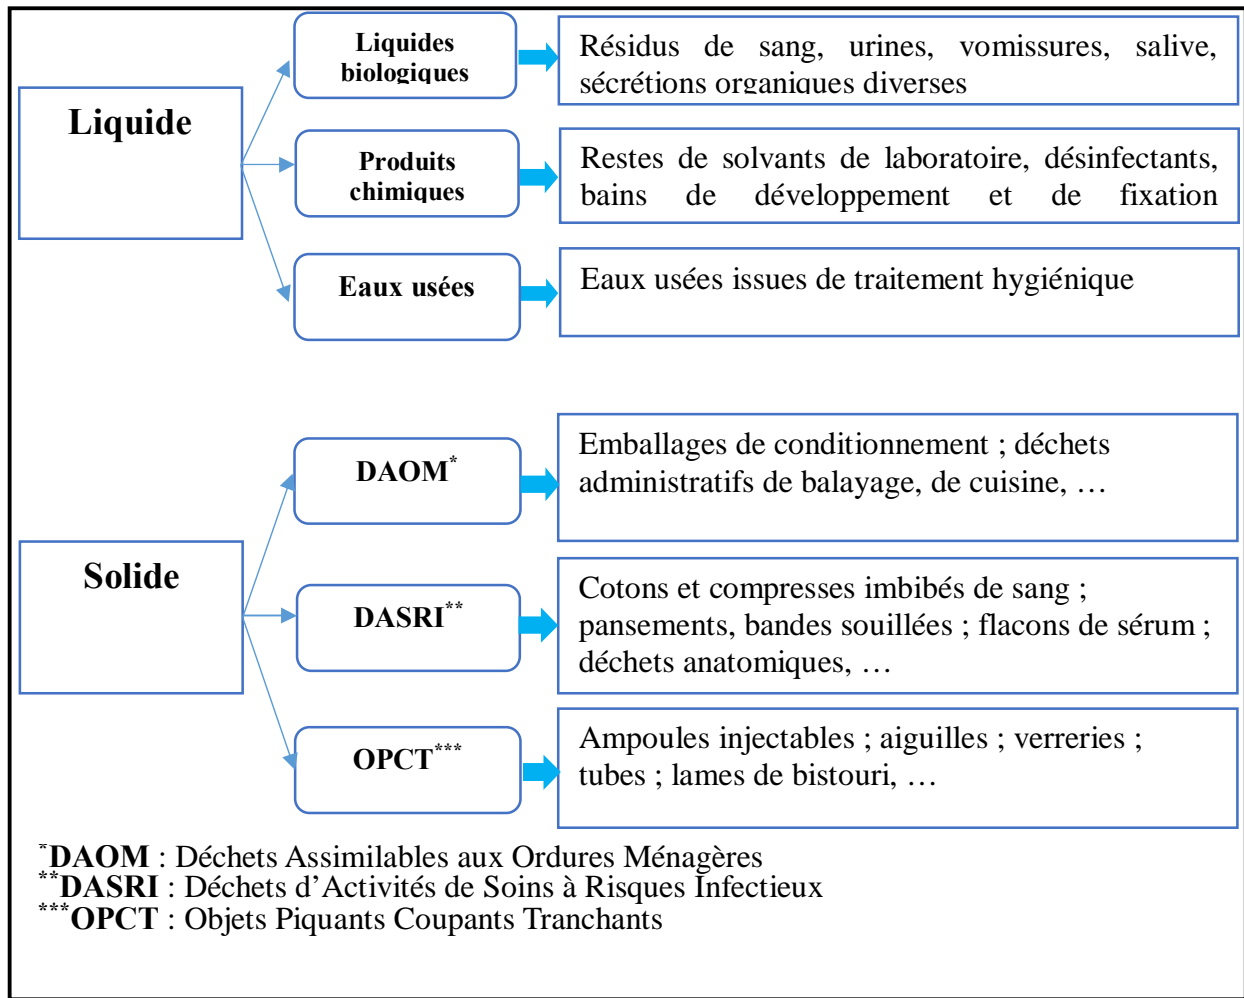 Liquide
Liquides
biologiques
Résidus de sang, urines, vomissures, salive,
sécrétions organiques diverses
Produits
chimiques
Restes de solvants de laboratoire, désinfectants,
bains de développement et de fixation
Eaux usées
Eaux usées issues de traitement hygiénique
Solide
DAOM*
Emballages de conditionnement ; déchets
administratifs de balayage, de cuisine, …
DASRI**
Cotons et compresses imbibés de sang ;
pansements, bandes souillées ; flacons de sérum ;
déchets anatomiques, …
OPCT***
Ampoules injectables ; aiguilles ; verreries ;
tubes ; lames de bistouri, …
*DAOM : Déchets Assimilables aux Ordures Ménagères
**DASRI : Déchets d’Activités de Soins à Risques Infectieux
***OPCT : Objets Piquants Coupants Tranchants